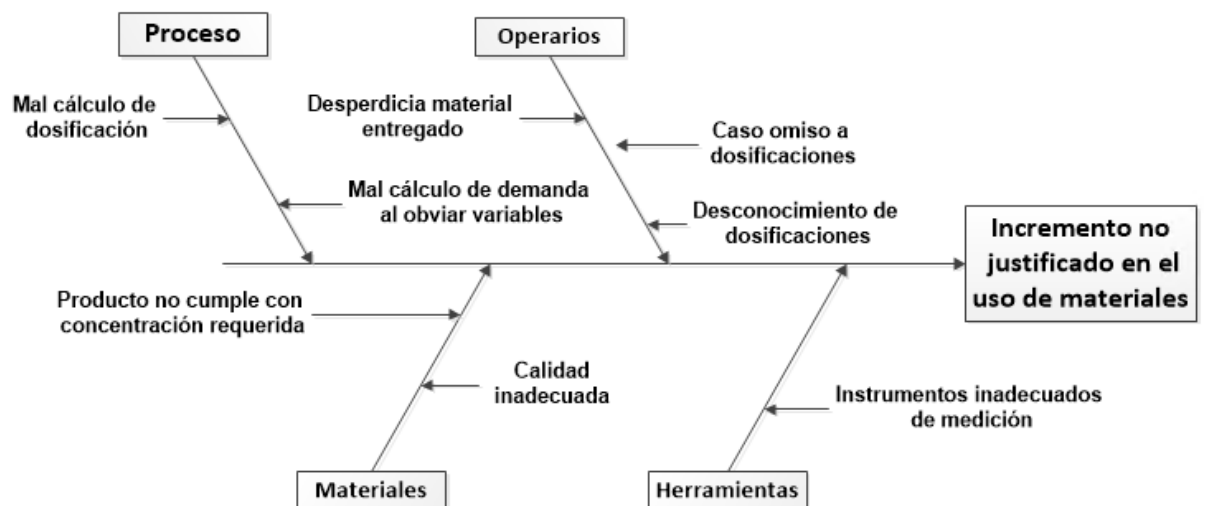 Proceso
Operarios
Mal cálculo de
dosificación
Desperdicia material
entregado
Caso omiso a
dosificaciones
Mal cálculo de demanda
al obviar variables
Desconocimiento de
dosificaciones
Incremento no
justificado en el
uso de materiales
Producto no cumple con
concentración requerida
Calidad
inadecuada
Instrumentos inadecuados
de medición
Materiales
Herramientas